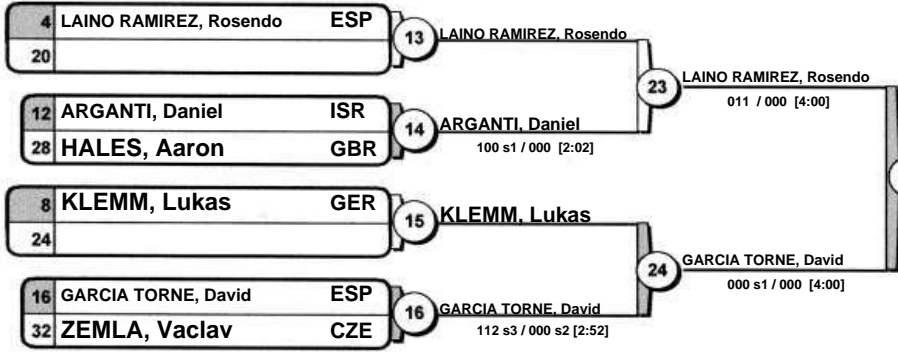 4 LAINO RAMIREZ, Rosendo ESP
20
13
LAINO RAMIREZ, Rosendo
12 ARGANTI, Daniel ISR
28 HALES, Aaron GBR
14
ARGANTI, Daniel
100 s1 / 000 [2:02]
23
LAINO RAMIREZ, Rosendo
011 / 000 [4:00]
8 KLEMM, Lukas GER
24
15
KLEMM, Lukas
16 GARCIA TORNE, David ESP
32 ZEMLA, Vaclav CZE
16
GARCIA TORNE, David
112 s3 / 000 s2 [2:52]
24
GARCIA TORNE, David
000 s1 / 000 [4:00]